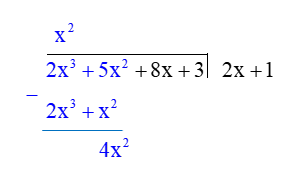 x²
2x³ + 5x² + 8x + 3 2x + 1
− 2x³ + x²
4x²